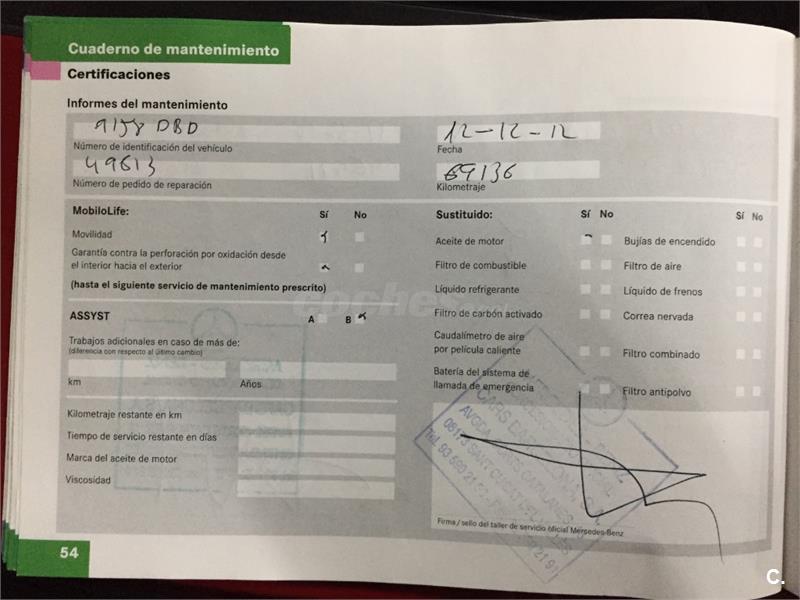 Cuaderno de mantenimiento
Certificaciones
Informes del mantenimiento
9158 DBD
12-12-12
Número de identificación del vehículo
Fecha
49613
69136
Número de pedido de reparación
Kilometraje
MobiloLife: Sí No
Sustituido: Sí No Sí No
Movilidad
Aceite de motor
Bujías de encendido
Garantía contra la perforación por oxidación desde
el interior hacia el exterior
Filtro de combustible
Filtro de aire
(hasta el siguiente servicio de mantenimiento prescrito)
Líquido refrigerante
Líquido de frenos
ASSYST A B
Filtro de carbón activado
Correa nervada
Trabajos adicionales en caso de más de:
(diferencia con respecto al último cambio)
Caudalímetro de aire
por película caliente
Filtro combinado
km
Años
Batería del sistema de
llamada de emergencia
Filtro antipolvo
Kilometraje restante en km
Tiempo de servicio restante en días
Marca del aceite de motor
Viscosidad
Firma/sello del taller de servicio oficial Mercedes-Benz
54
C.